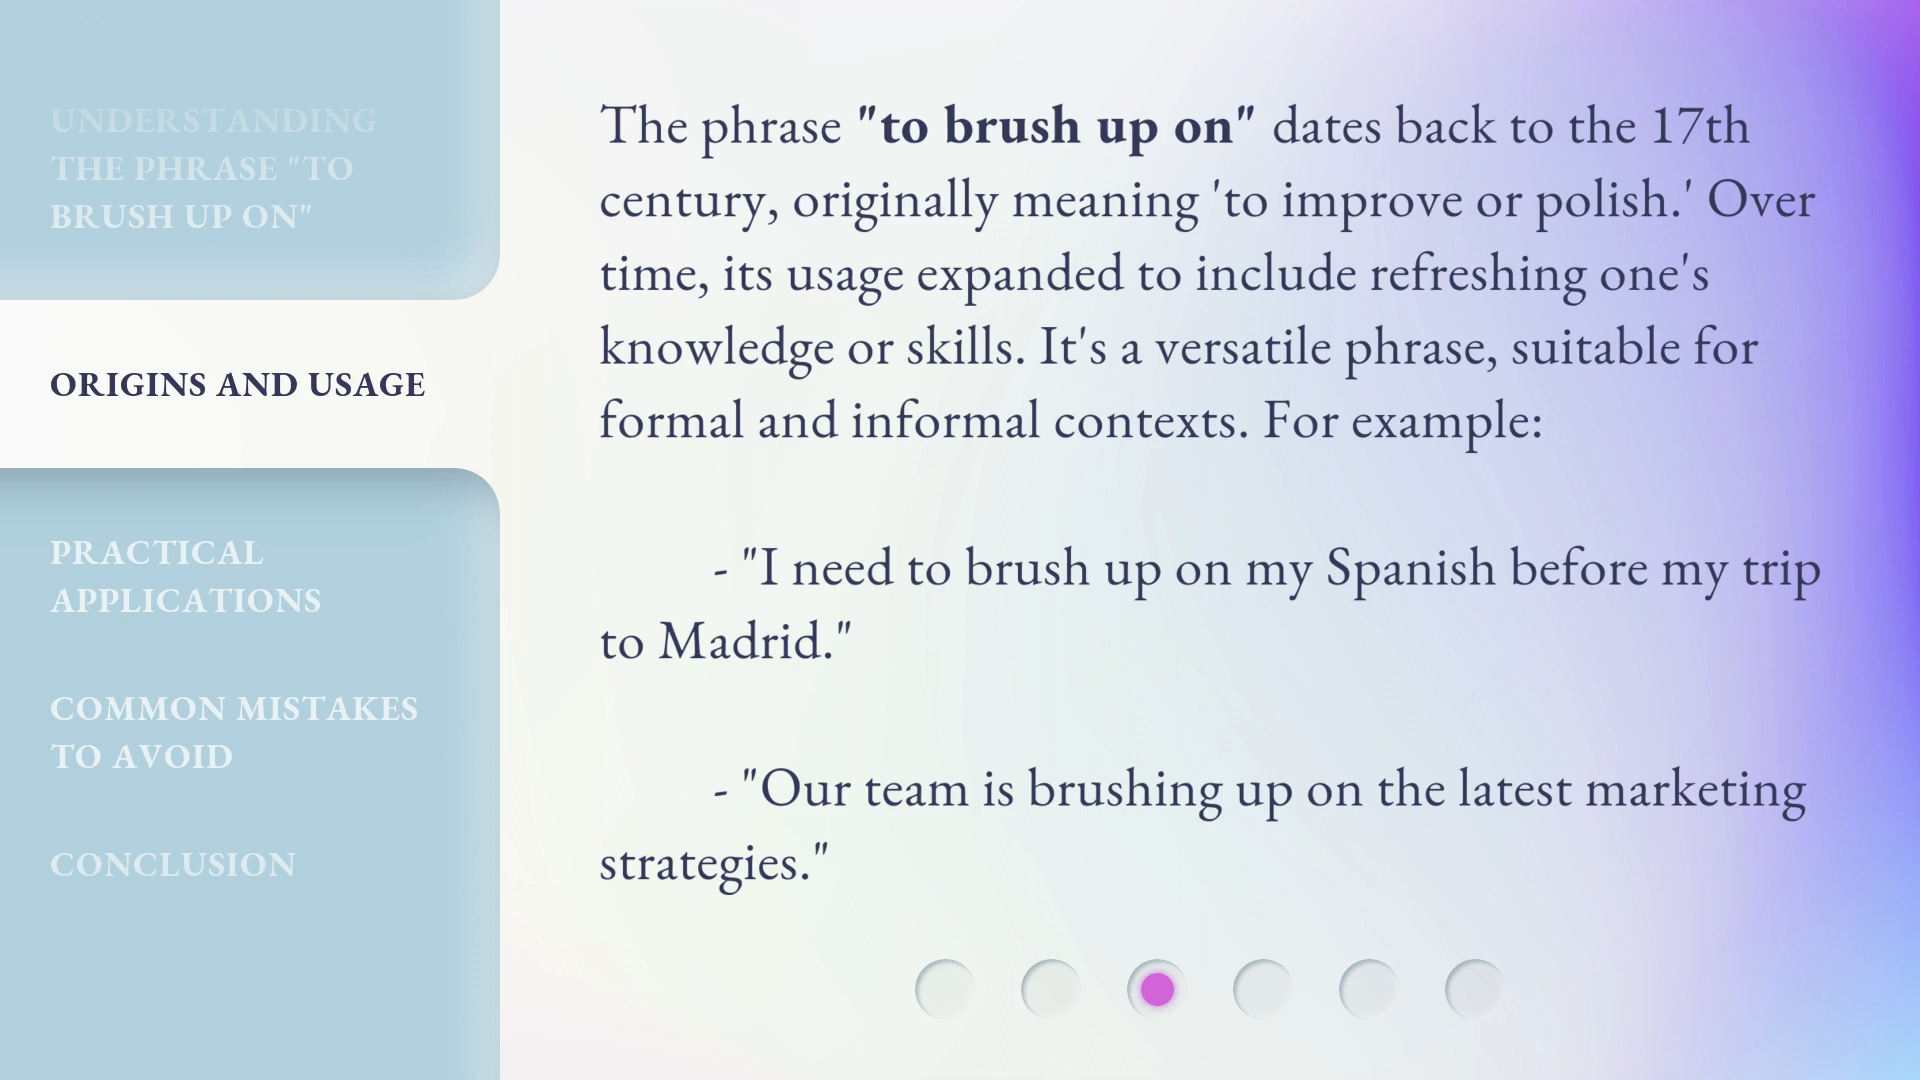 UNDERSTANDING
THE PHRASE "TO
BRUSH UP ON"
ORIGINS AND USAGE
PRACTICAL
APPLICATIONS
COMMON MISTAKES
TO AVOID
CONCLUSION
The phrase "to brush up on" dates back to the 17th
century, originally meaning 'to improve or polish.' Over
time, its usage expanded to include refreshing one's
knowledge or skills. It's a versatile phrase, suitable for
formal and informal contexts. For example:
- "I need to brush up on my Spanish before my trip
to Madrid."
- "Our team is brushing up on the latest marketing
strategies."